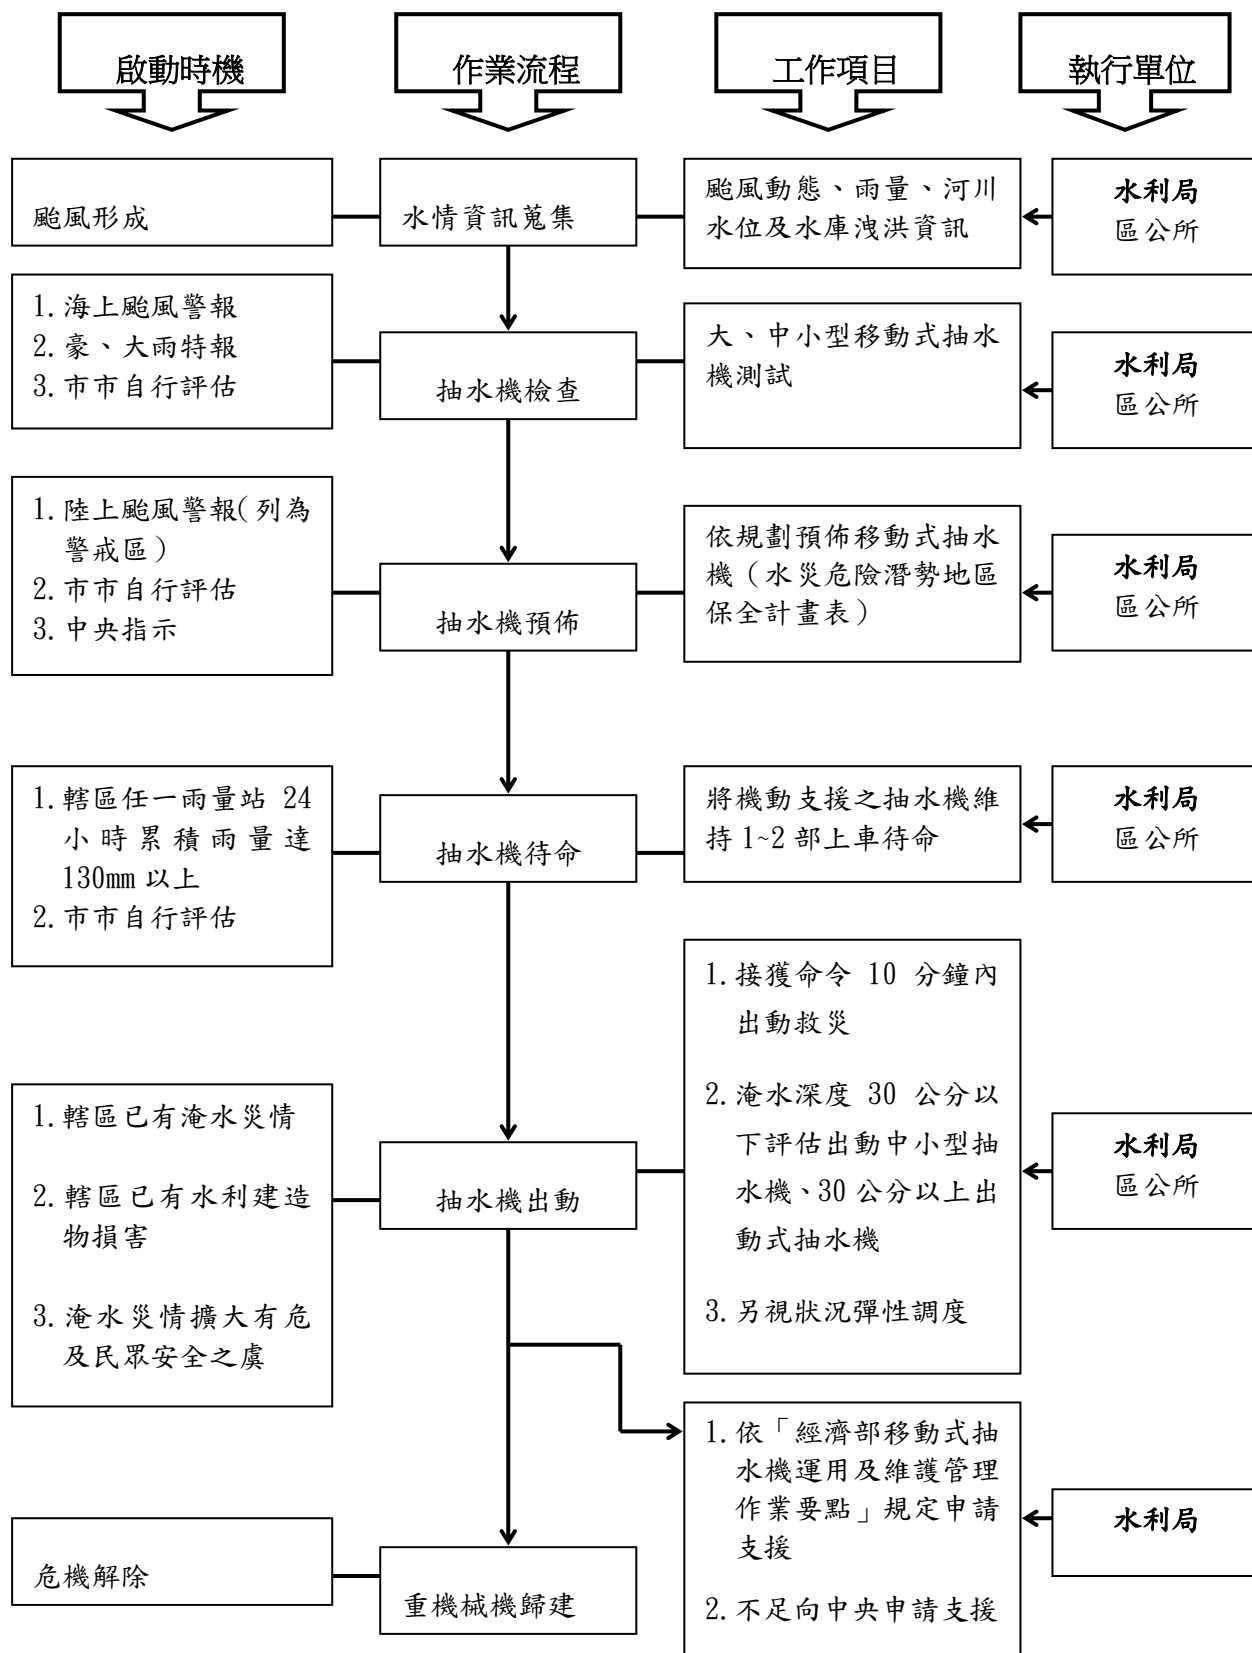 啟動時機
作業流程
工作項目
執行單位
颱風形成
水情資訊蒐集
颱風動態、雨量、河川
水位及水庫洩洪資訊
水利局
區公所
1.海上颱風警報
2.豪、大雨特報
3.市市自行評估
抽水機檢查
大、中小型移動式抽水
機測試
水利局
區公所
1.陸上颱風警報(列為
警戒區)
2.市市自行評估
3.中央指示
抽水機預佈
依規劃預佈移動式抽水
機(水災危險潛勢地區
保全計畫表)
水利局
區公所
1.轄區任一雨量站 24
小時累積雨量達
130mm 以上
2.市市自行評估
抽水機待命
將機動支援之抽水機維
持 1~2 部上車待命
水利局
區公所
1.轄區已有淹水災情
2.轄區已有水利建造
物損害
3.淹水災情擴大有危
及民眾安全之虞
抽水機出動
1.接獲命令 10 分鐘內
出動救災
2.淹水深度 30 公分以
下評估出動中小型抽
水機、30 公分以上出
動式抽水機
3.另視狀況彈性調度
水利局
區公所
1.依「經濟部移動式抽
水機運用及維護管理
作業要點」規定申請
支援
2.不足向中央申請支援
水利局
危機解除
重機械機歸建